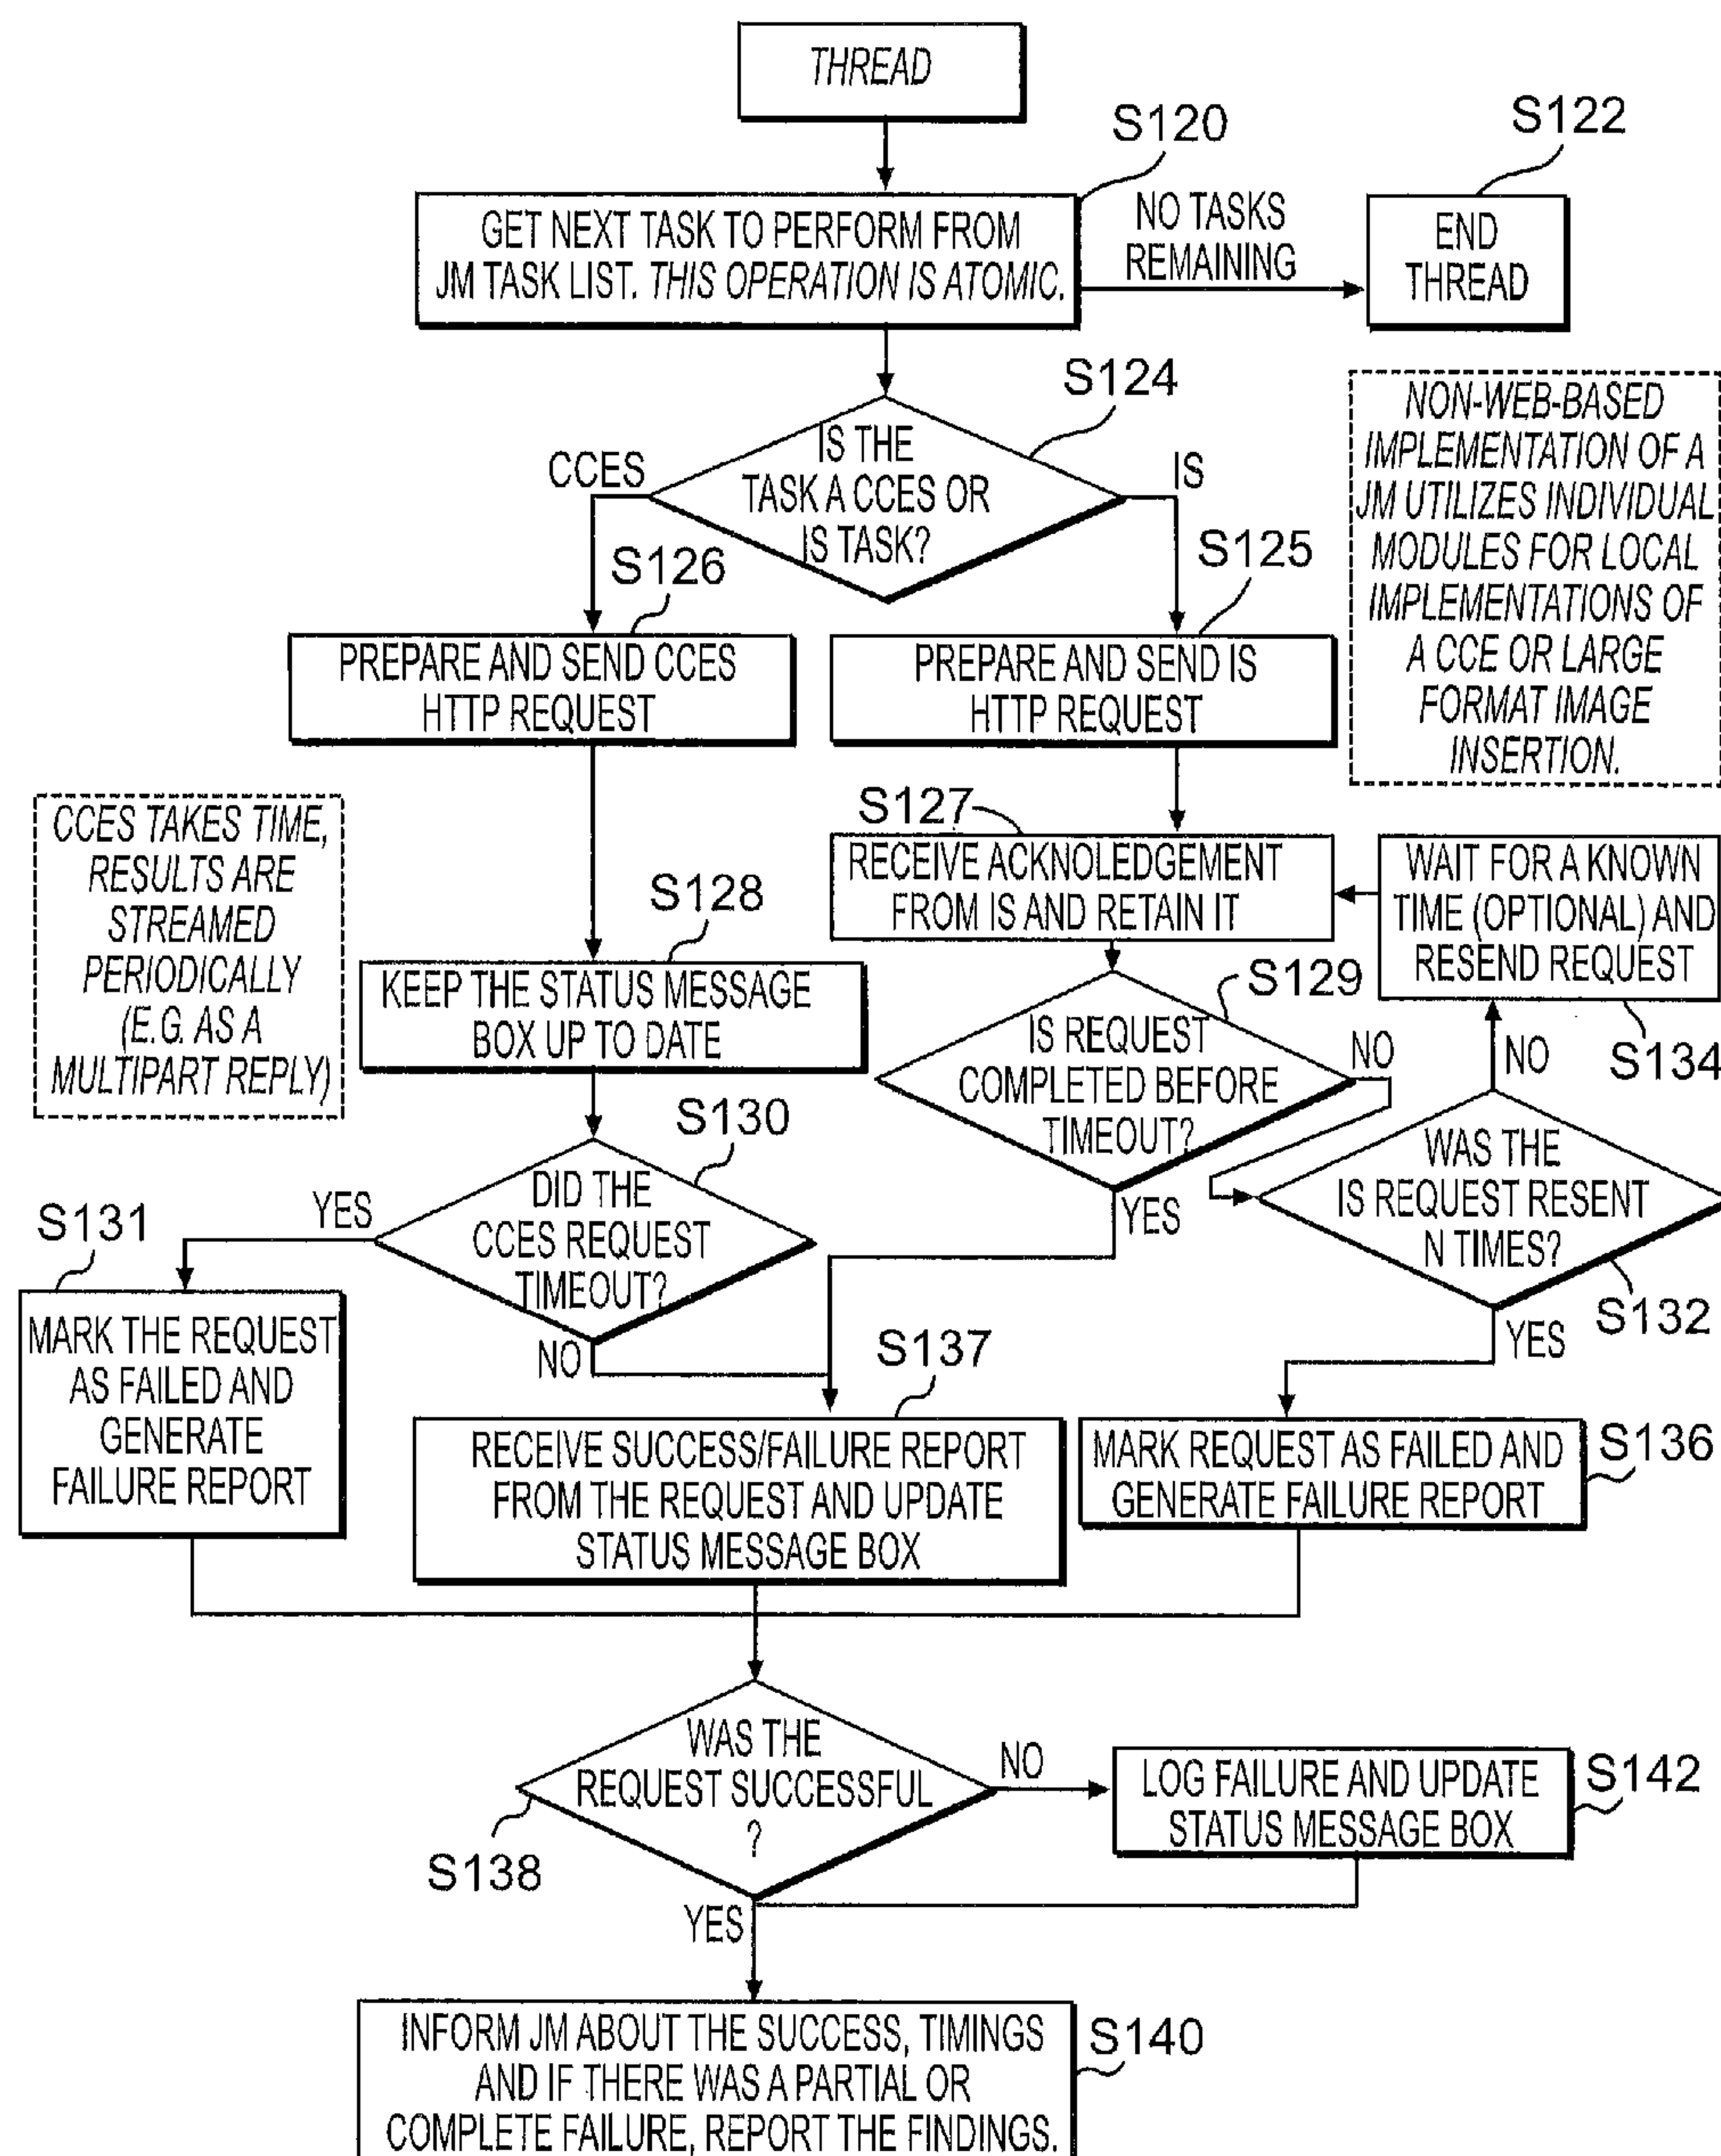 THREAD
S120
S122
GET NEXT TASK TO PERFORM FROM
JM TASK LIST. THIS OPERATION IS ATOMIC.
NO TASKS
REMAINING
END
THREAD
S124
IS THE
TASK A CCES OR
IS TASK?
CCES
IS
NON-WEB-BASED
IMPLEMENTATION OF A
JM UTILIZES INDIVIDUAL
MODULES FOR LOCAL
IMPLEMENTATIONS OF
A CCE OR LARGE
FORMAT IMAGE
INSERTION.
S126
S125
PREPARE AND SEND CCES
HTTP REQUEST
PREPARE AND SEND IS
HTTP REQUEST
CCES TAKES TIME,
RESULTS ARE
STREAMED
PERIODICALLY
(E.G. AS A
MULTIPART REPLY)
S127
RECEIVE ACKNOLEDGEMENT
FROM IS AND RETAIN IT
WAIT FOR A KNOWN
TIME (OPTIONAL) AND
RESEND REQUEST
S134
S128
KEEP THE STATUS MESSAGE
BOX UP TO DATE
S129
IS REQUEST
COMPLETED BEFORE
TIMEOUT?
NO
YES
NO
WAS THE
IS REQUEST RESENT
N TIMES?
S132
YES
S130
DID THE
CCES REQUEST
TIMEOUT?
YES
NO
S131
MARK THE REQUEST
AS FAILED AND
GENERATE
FAILURE REPORT
S137
RECEIVE SUCCESS/FAILURE REPORT
FROM THE REQUEST AND UPDATE
STATUS MESSAGE BOX
MARK REQUEST AS FAILED AND
GENERATE FAILURE REPORT
S136
WAS THE
REQUEST SUCCESSFUL
?
S138
NO
LOG FAILURE AND UPDATE
STATUS MESSAGE BOX
S142
YES
INFORM JM ABOUT THE SUCCESS, TIMINGS
AND IF THERE WAS A PARTIAL OR
COMPLETE FAILURE, REPORT THE FINDINGS.
S140